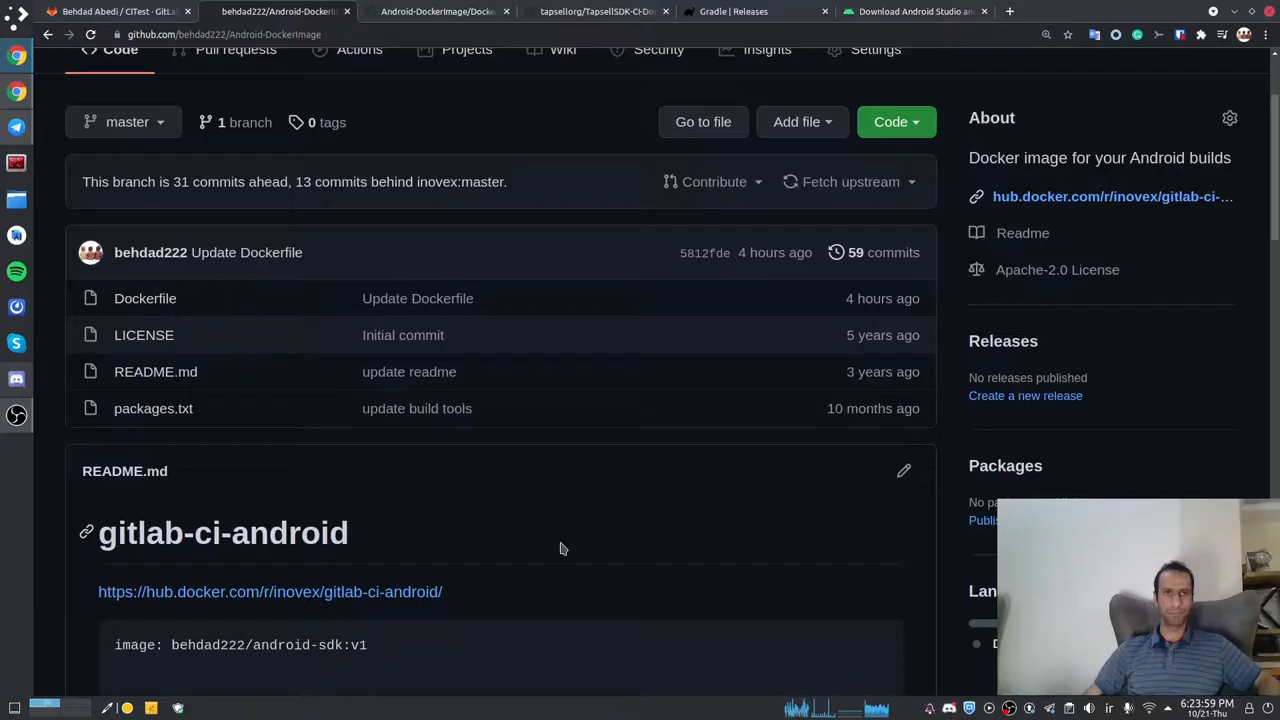 Behdad Abedi / CITest · GitLab
behdad222/Android-DockerIm
Android-DockerImage/Docke
tapsellorg/TapsellSDK-CI-Do
Gradle | Releases
Download Android Studio an
github.com/behdad222/Android-DockerImage
Code
Pull requests
Actions
Projects
Wiki
Security
Insights
Settings
master
1 branch
0 tags
Go to file
Add file
Code
This branch is 31 commits ahead, 13 commits behind inovex:master.
Contribute
Fetch upstream
behdad222 Update Dockerfile
5812fde 4 hours ago
59 commits
Dockerfile
Update Dockerfile
4 hours ago
LICENSE
Initial commit
5 years ago
README.md
update readme
3 years ago
packages.txt
update build tools
10 months ago
README.md
gitlab-ci-android
https://hub.docker.com/r/inovex/gitlab-ci-android/
image: behdad222/android-sdk:v1
About
Docker image for your Android builds
hub.docker.com/r/inovex/gitlab-ci-…
Readme
Apache-2.0 License
Releases
No releases published
Create a new release
Packages
No pa
Publis
Lan
D
ir
6:23:59 PM
10/21-Thu